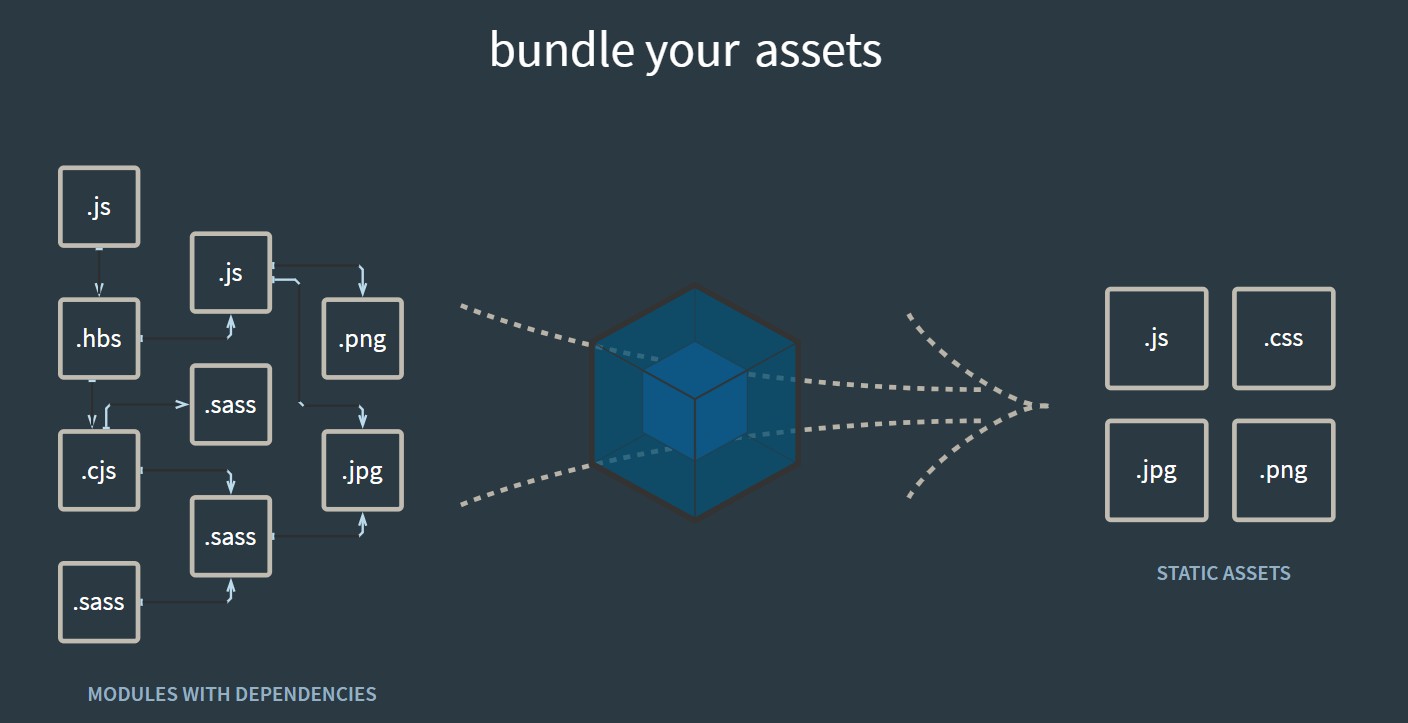 bundle your assets
.js
.js
.hbs
.png
.sass
.cjs
.jpg
.sass
.sass
MODULES WITH DEPENDENCIES
.js
.css
.jpg
.png
STATIC ASSETS